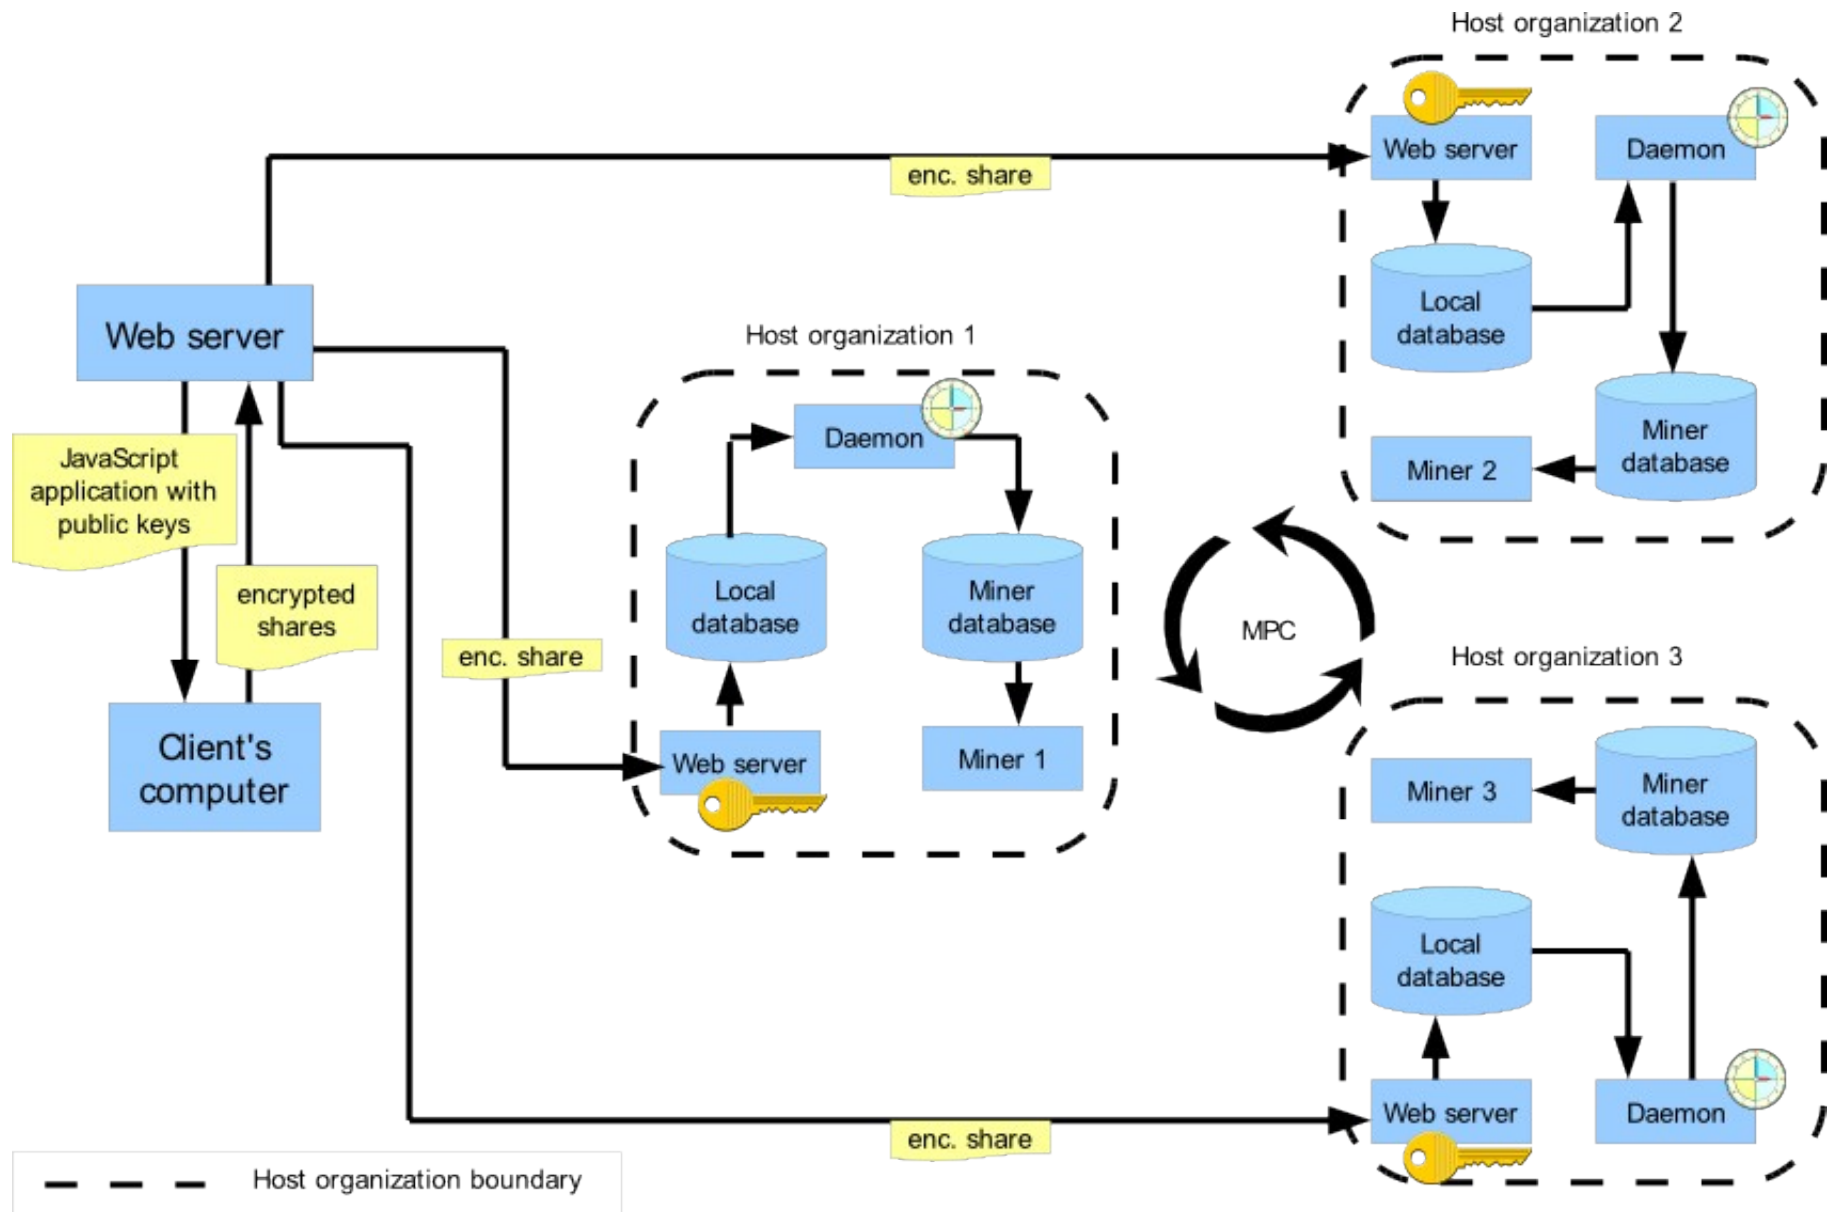 Host organization 2
Web server
Daemon
enc. share
Local
database
Miner
database
Miner 2
Web server
JavaScript
application with
public keys
encrypted
shares
Client's
computer
enc. share
Host organization 1
Daemon
Local
database
Miner
database
Web server
Miner 1
MPC
Host organization 3
Miner 3
Miner
database
Local
database
Web server
Daemon
enc. share
Host organization boundary